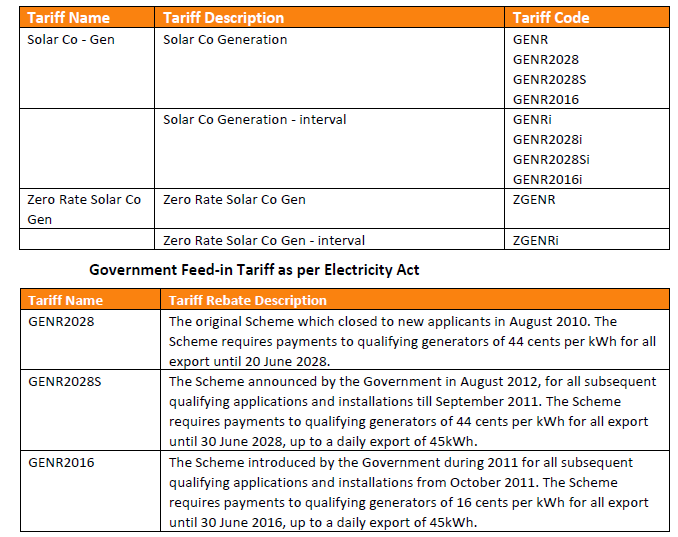 Tariff Name Tariff Description Tariff Code
Solar Co - Gen Solar Co Generation GENR
GENR2028
GENR2028S
GENR2016
Solar Co Generation - interval GENRi
GENR2028i
GENR2028Si
GENR2016i
Zero Rate Solar Co Zero Rate Solar Co Gen ZGENR
Gen
Zero Rate Solar Co Gen - interval ZGENRi
Government Feed-in Tariff as per Electricity Act
Tariff Name Tariff Rebate Description
GENR2028 The original Scheme which closed to new applicants in August 2010. The
Scheme requires payments to qualifying generators of 44 cents per kWh for all
export until 20 June 2028.
GENR2028S The Scheme announced by the Government in August 2012, for all subsequent
qualifying applications and installations till September 2011. The Scheme
requires payments to qualifying generators of 44 cents per kWh for all export
until 30 June 2028, up to a daily export of 45kWh.
GENR2016 The Scheme introduced by the Government during 2011 for all subsequent
qualifying applications and installations from October 2011. The Scheme
requires payments to qualifying generators of 16 cents per kWh for all export
until 30 June 2016, up to a daily export of 45kWh.